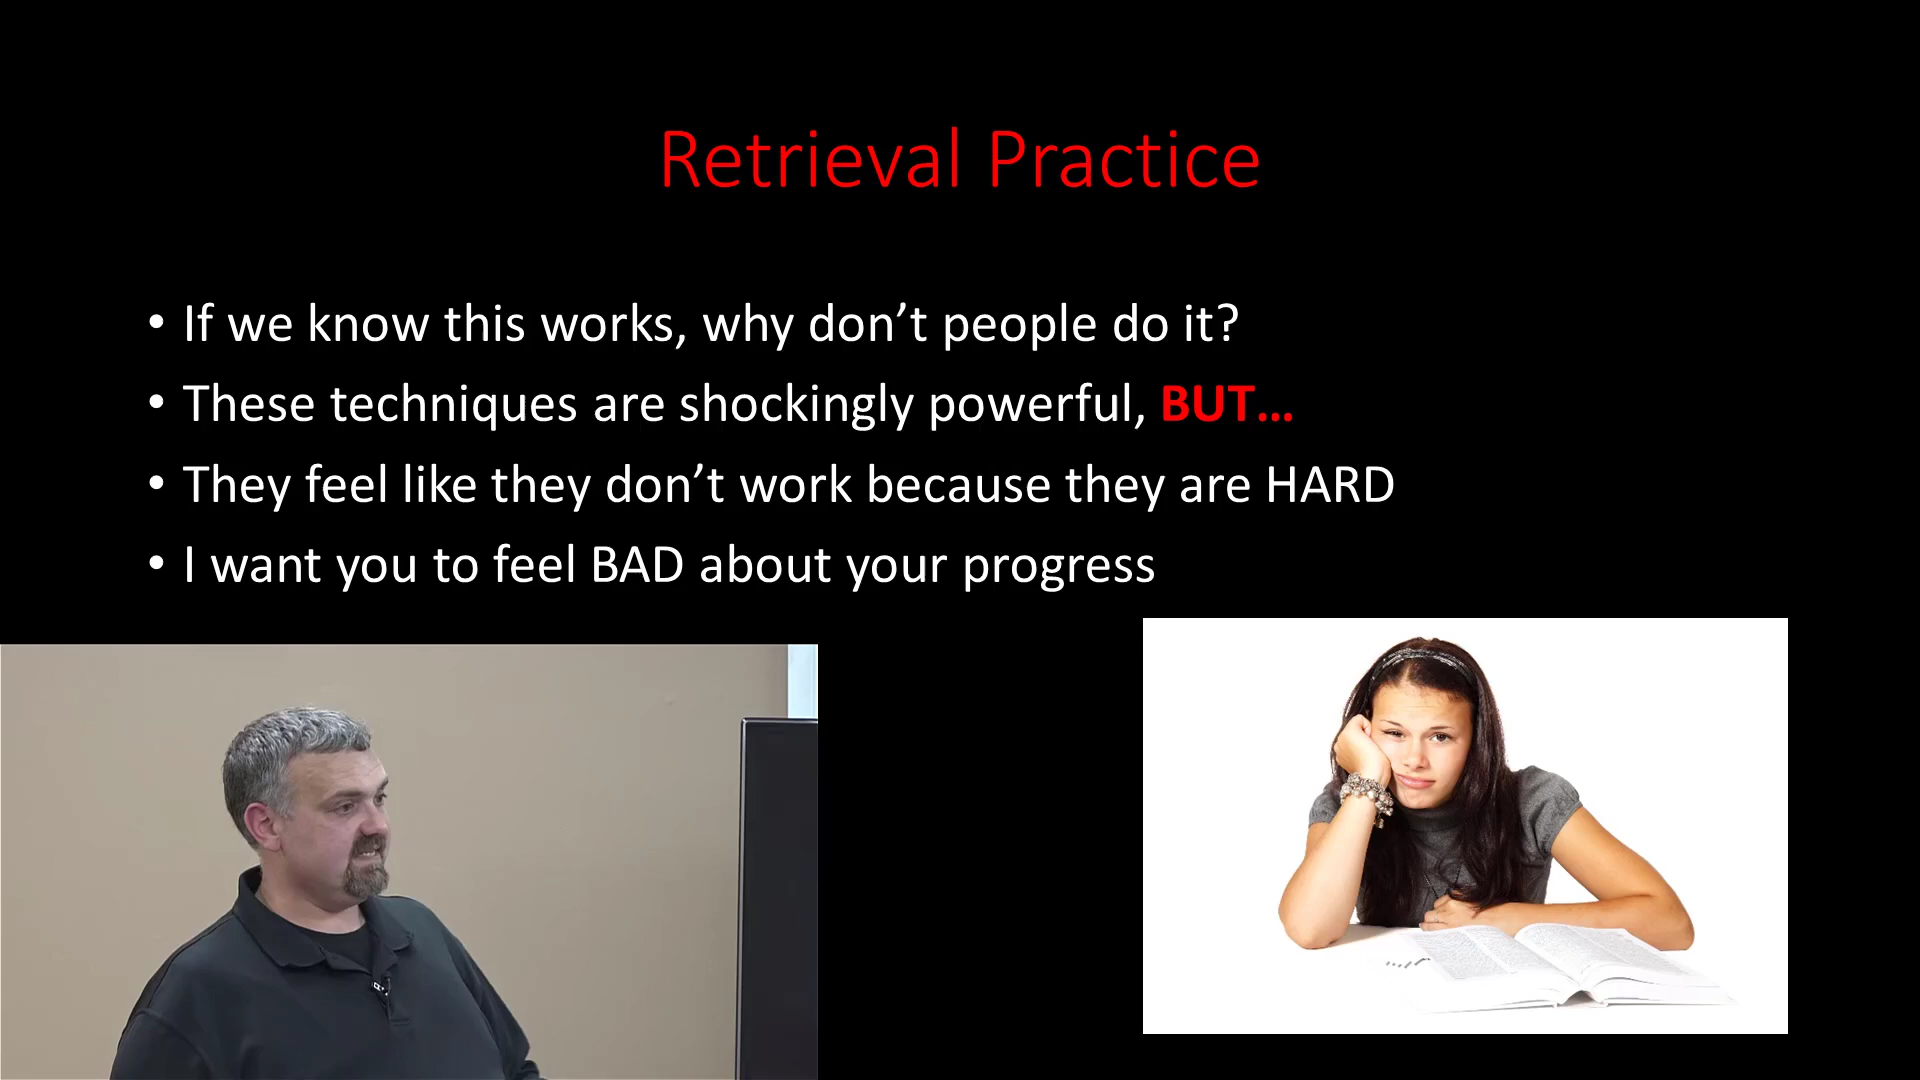 Retrieval Practice
• If we know this works, why don’t people do it?
• These techniques are shockingly powerful, BUT...
• They feel like they don’t work because they are HARD
• I want you to feel BAD about your progress